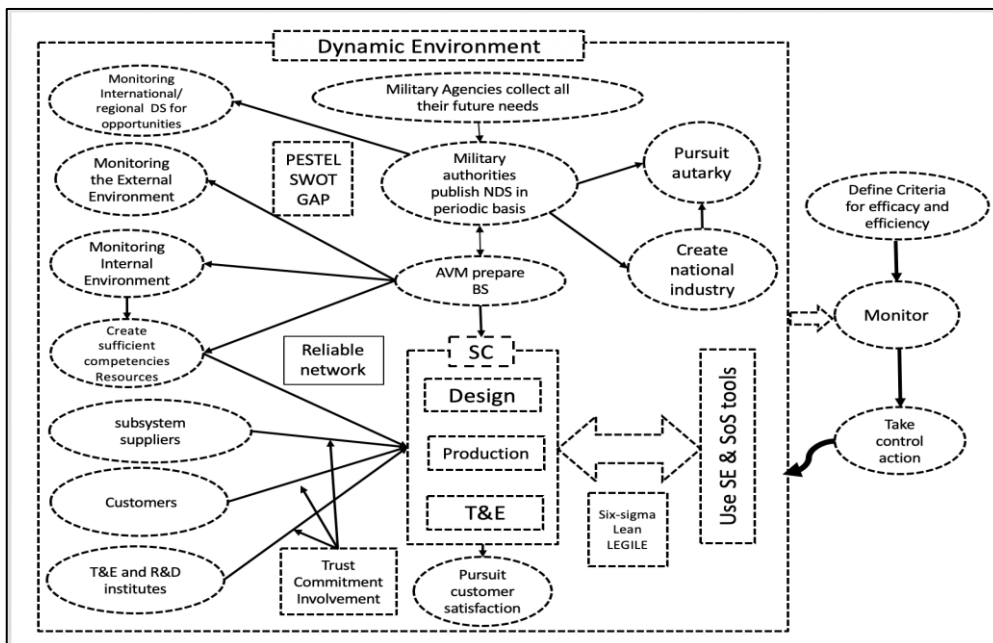 Dynamic Environment
Monitoring
International/
regional DS for
opportunities
Military Agencies collect all
their future needs
PESTEL
SWOT
GAP
Military
authorities
publish NDS in
periodic basis
Pursuit
autarky
Monitoring
the External
Environment
Define Criteria
for efficacy and
efficiency
Monitoring
Internal
Environment
AVM prepare
BS
Create
national
industry
Monitor
Create
sufficient
competencies
Resources
Reliable
network
SC
Design
Production
T&E
subsystem
suppliers
Customers
T&E and R&D
institutes
Trust
Commitment
Involvement
Pursuit
customer
satisfaction
Six-sigma
Lean
LEGILE
Use SE & SoS tools
Take
control
action